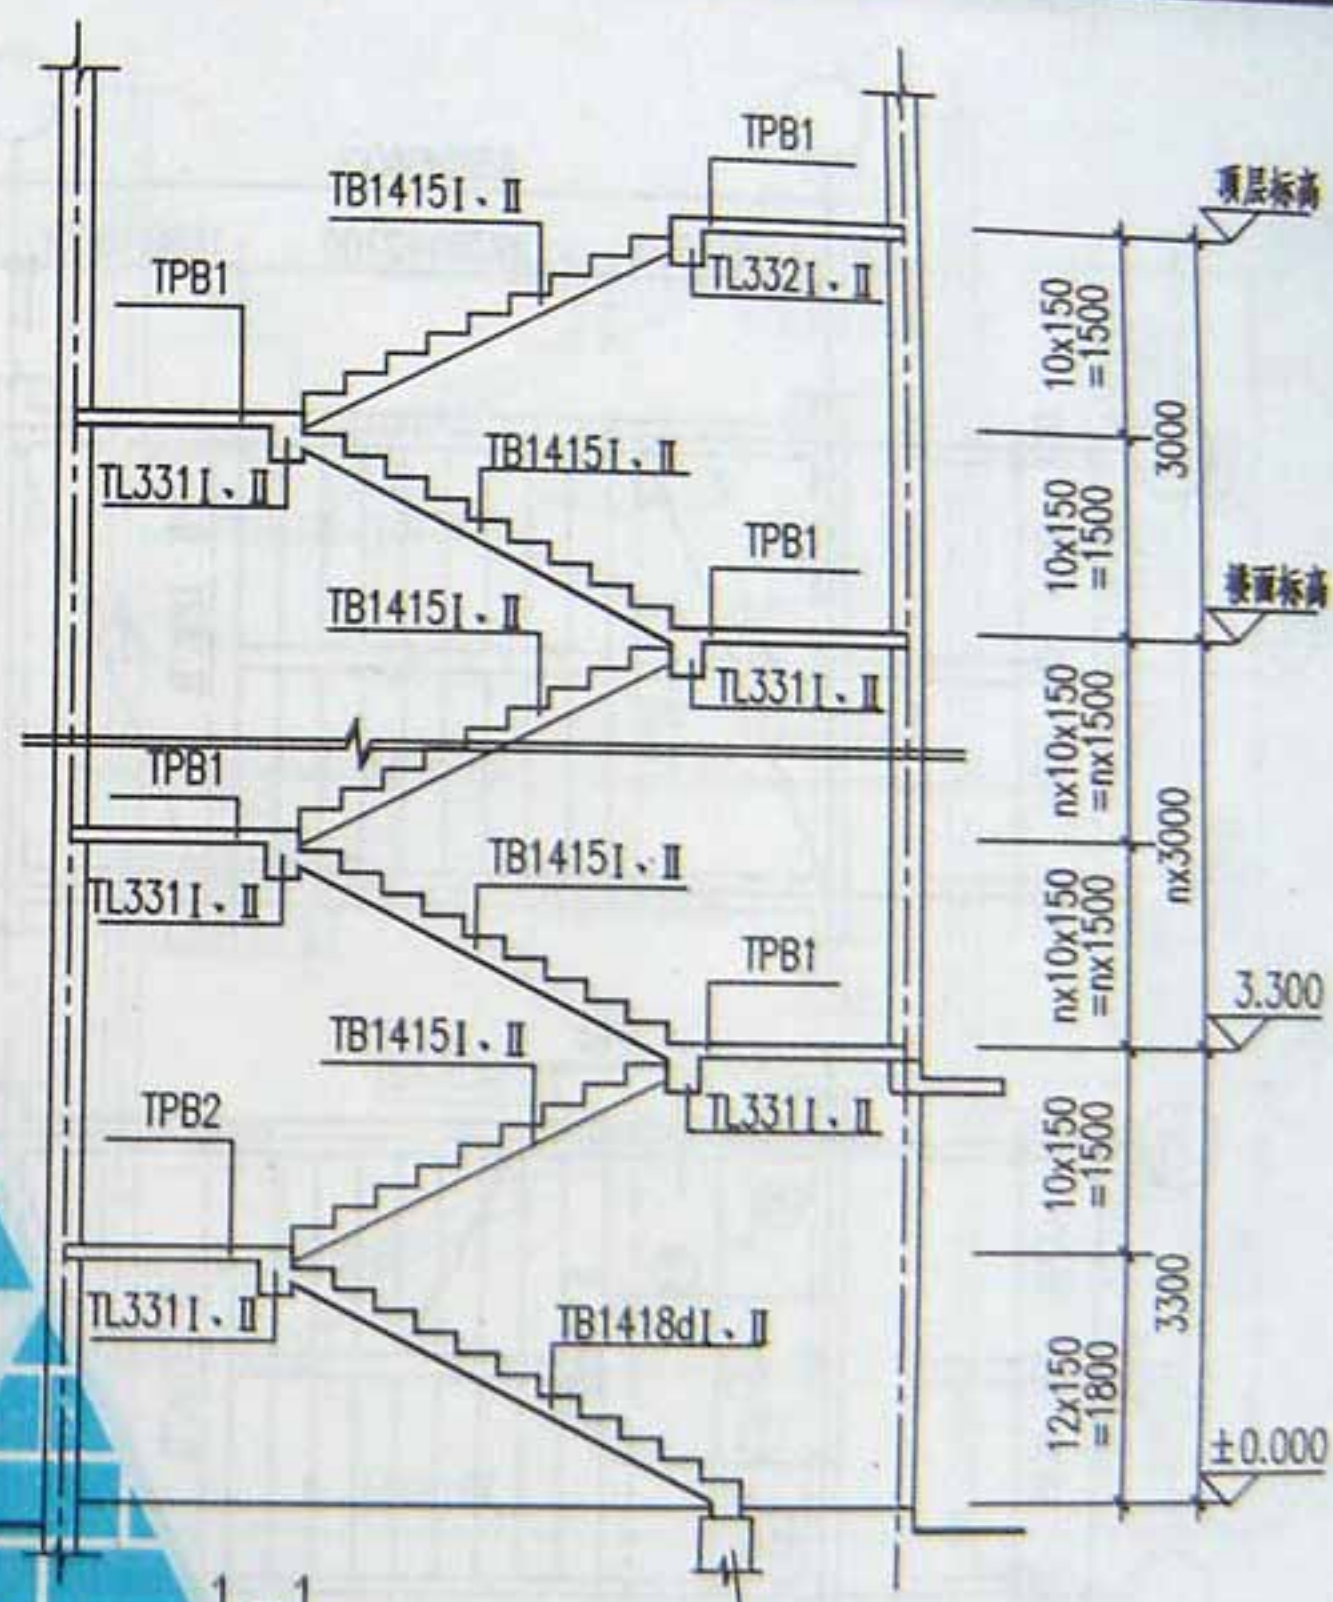 TPB1
TB1415Ⅰ、Ⅱ
顶层标高
TPB1
TL332Ⅰ、Ⅱ
10x150
=1500
3000
TB1415Ⅰ、Ⅱ
TL331Ⅰ、Ⅱ
10x150
=1500
TPB1
楼面标高
TB1415Ⅰ、Ⅱ
TL331Ⅰ、Ⅱ
nx10x150
=nx1500
TPB1
nx3000
TB1415Ⅰ、Ⅱ
TL331Ⅰ、Ⅱ
nx10x150
=nx1500
TPB1
3.300
TB1415Ⅰ、Ⅱ
TPB2
TL331Ⅰ、Ⅱ
10x150
=1500
3300
TL331Ⅰ、Ⅱ
TB1418dⅠ、Ⅱ
12x150
=1800
±0.000